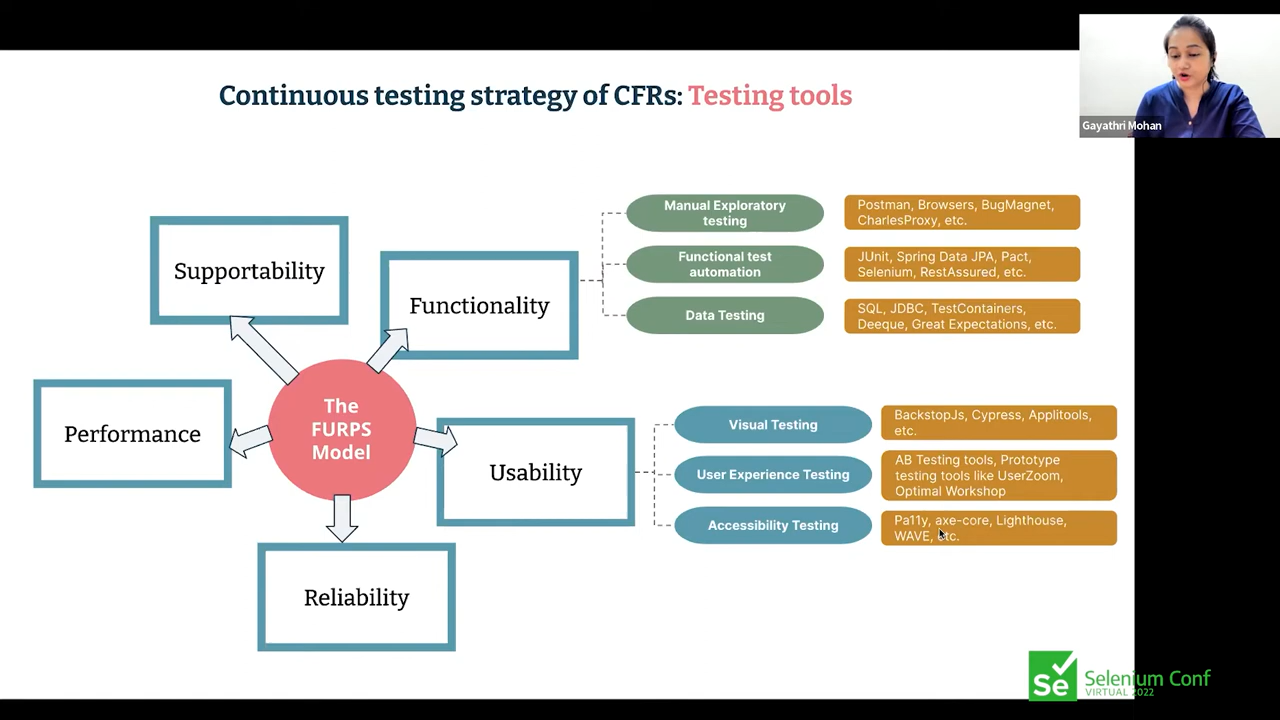 Continuous testing strategy of CFRs: Testing tools
Gayathri Mohan
Supportability
Functionality
Performance
The
FURPS
Model
Usability
Reliability
Manual Exploratory
testing
Postman, Browsers, BugMagnet,
CharlesProxy, etc.
Functional test
automation
JUnit, Spring Data JPA, Pact,
Selenium, RestAssured, etc.
Data Testing
SQL, JDBC, TestContainers,
Deeque, Great Expectations, etc.
Visual Testing
BackstopJs, Cypress, Applitools,
etc.
User Experience Testing
AB Testing tools, Prototype
testing tools like UserZoom,
Optimal Workshop
Accessibility Testing
Pa11y, axe-core, Lighthouse,
WAVE, etc.
Se
Selenium Conf
VIRTUAL 2022